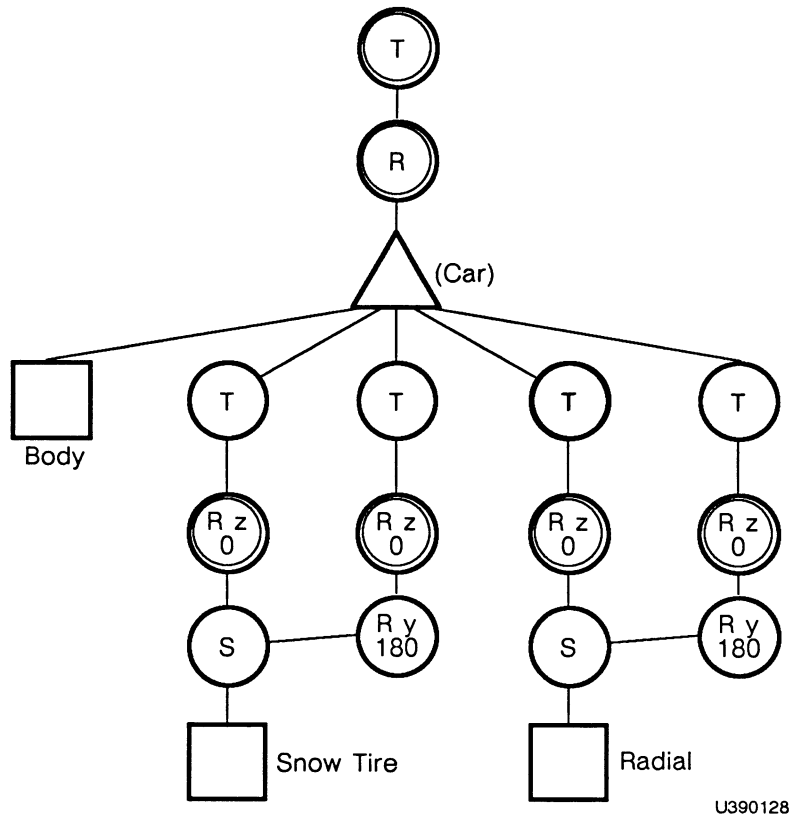 T
R
(Car)
T
T
T
T
Body
R z
0
R z
0
R z
0
R z
0
S
R y
180
S
R y
180
Snow Tire
Radial
U390128